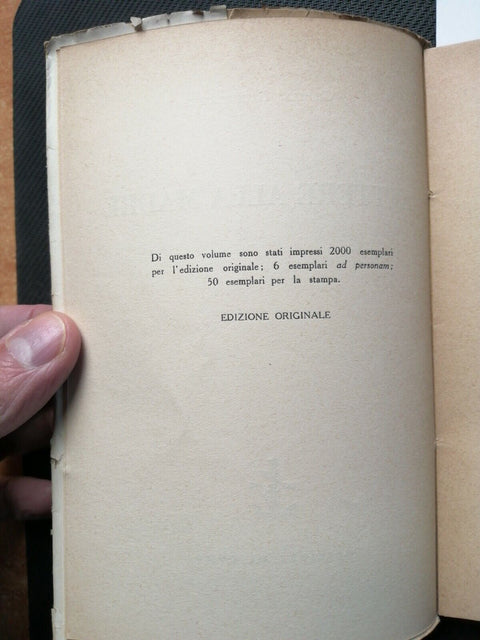 Di questo volume sono stati impressi 2000 esemplari
per l'edizione originale; 6 esemplari ad personam;
50 esemplari per la stampa.
EDIZIONE ORIGINALE